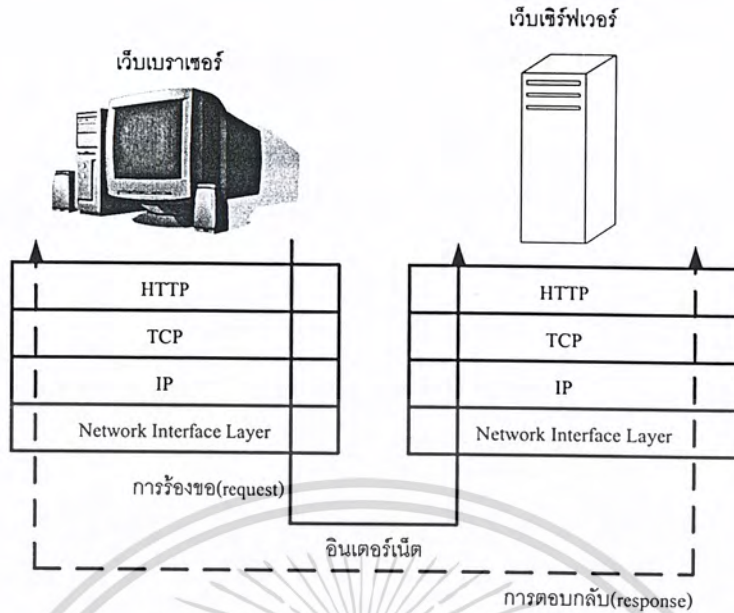 เว็บเซิร์ฟเวอร์
เว็บเบราเซอร์
HTTP
TCP
IP
Network Interface Layer
HTTP
TCP
IP
Network Interface Layer
การร้องขอ(request)
อินเตอร์เน็ต
การตอบกลับ(response)